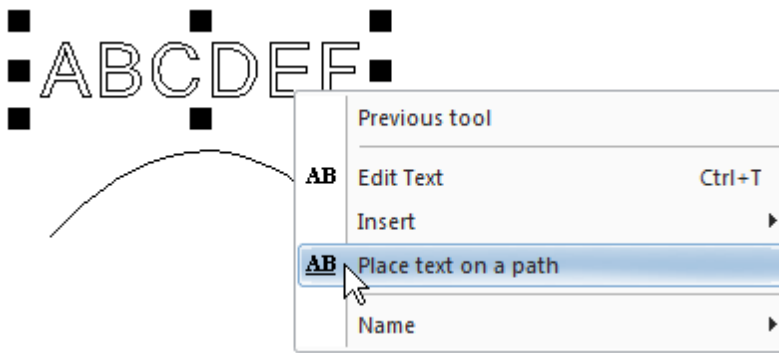 ABCDEF
Previous tool
AB Edit Text Ctrl+T
Insert
AB Place text on a path
Name